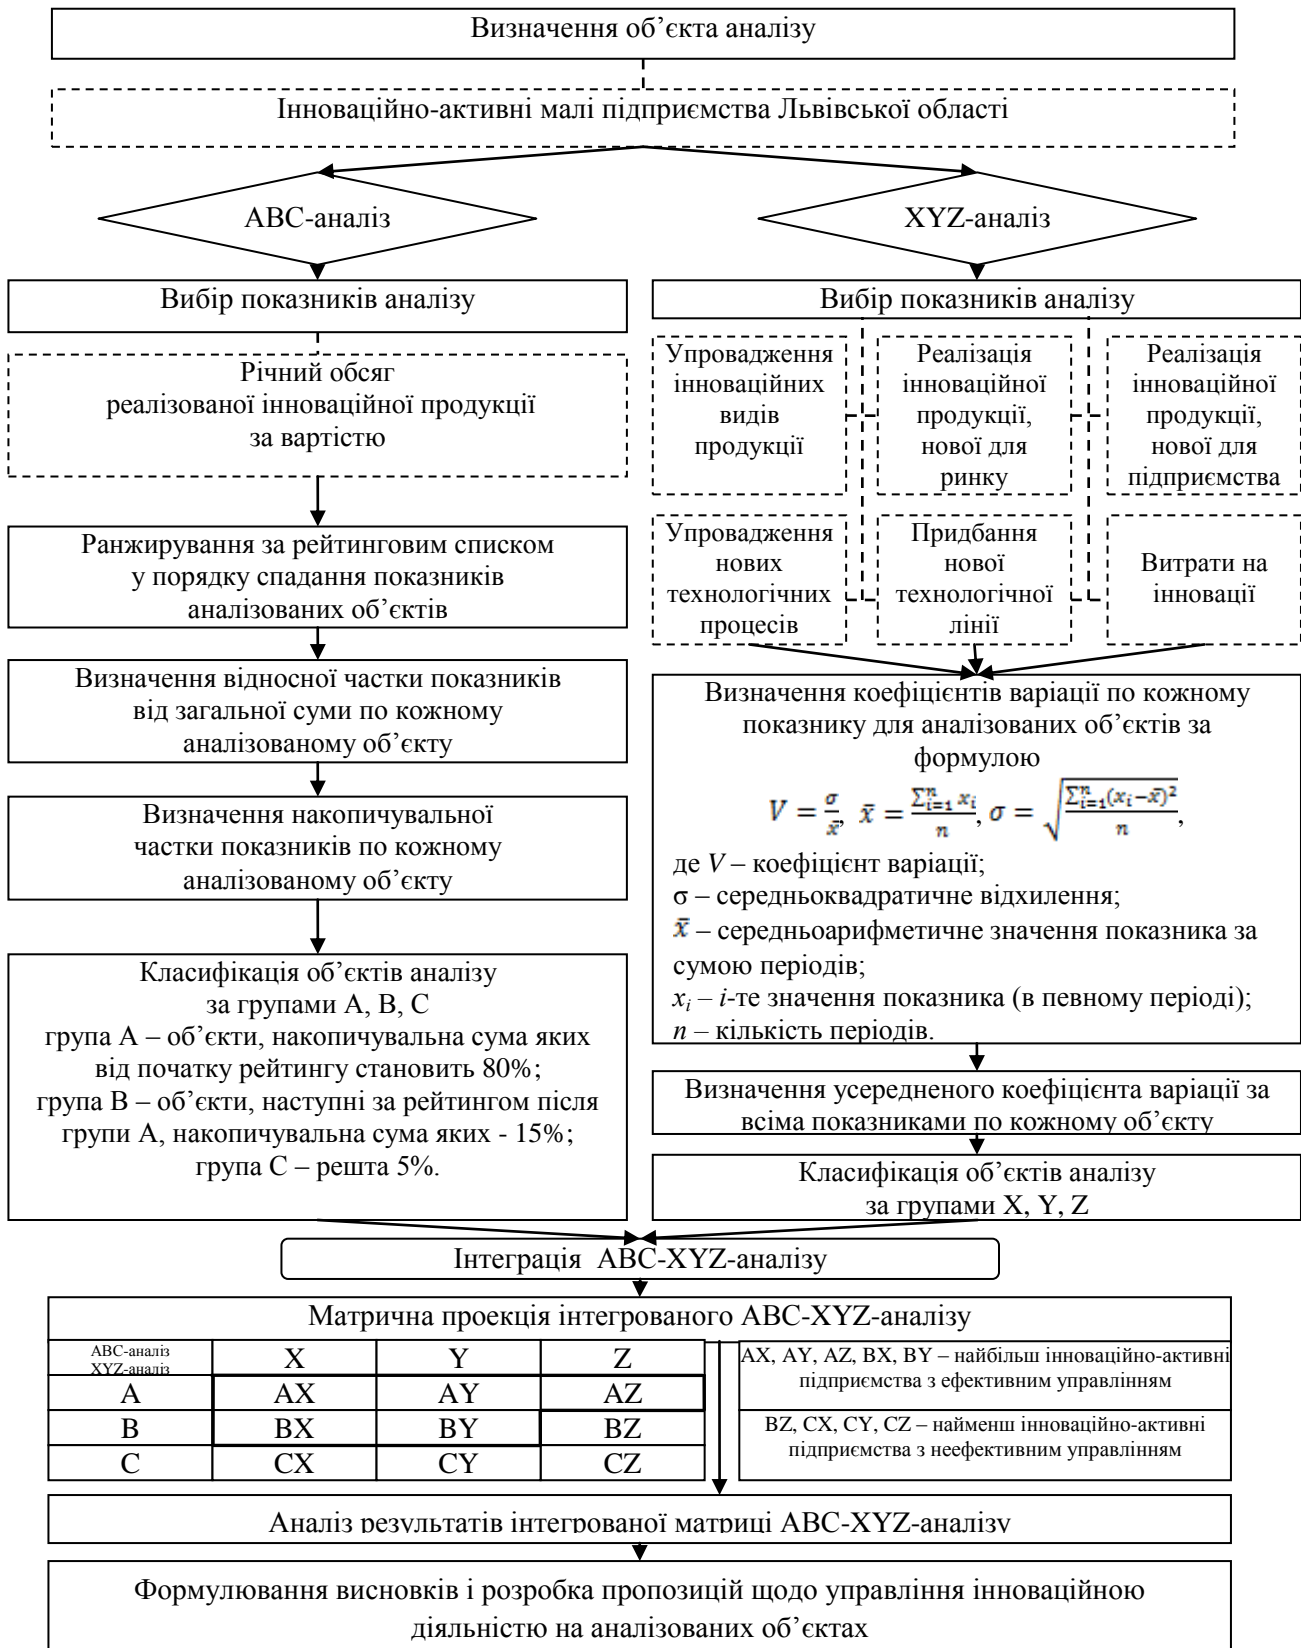 Визначення об’єкта аналізу
Інноваційно-активні малі підприємства Львівської області
АВС-аналіз
XYZ-аналіз
Вибір показників аналізу
Річний обсяг
реалізованої інноваційної продукції
за вартістю
Ранжирування за рейтинговим списком
у порядку спадання показників
аналізованих об’єктів
Визначення відносної частки показників
від загальної суми по кожному
аналізованому об’єкту
Визначення накопичувальної
частки показників по кожному
аналізованому об’єкту
Класифікація об’єктів аналізу
за групами А, В, С
група А – об’єкти, накопичувальна сума яких
від початку рейтингу становить 80%;
група В – об’єкти, наступні за рейтингом після
групи А, накопичувальна сума яких - 15%;
група С – решта 5%.
Вибір показників аналізу
Упровадження
інноваційних
видів
продукції
Реалізація
інноваційної
продукції,
нової для
ринку
Реалізація
інноваційної
продукції,
нової для
підприємства
Упровадження
нових
технологічних
процесів
Придбання
нової
технологічної
лінії
Витрати на
інновації
Визначення коефіцієнтів варіації по кожному
показнику для аналізованих об’єктів за
формулою
V = σ/x̄, x̄ = ∑ᵢ₌₁ⁿ xᵢ / n, σ = √(∑ᵢ₌₁ⁿ(xᵢ−x̄)² / n),
де V – коефіцієнт варіації;
σ – середньоквадратичне відхилення;
x̄ – середньоарифметичне значення показника за
сумою періодів;
xᵢ – i-те значення показника (в певному періоді);
n – кількість періодів.
Визначення усередненого коефіцієнта варіації за
всіма показниками по кожному об’єкту
Класифікація об’єктів аналізу
за групами X, Y, Z
Інтеграція АВС-XYZ-аналізу
Матрична проекція інтегрованого АВС-XYZ-аналізу
АВС-аналіз
XYZ-аналіз
X Y Z
A AX AY AZ
B BX BY BZ
C CX CY CZ
AX, AY, AZ, BX, BY – найбільш інноваційно-активні
підприємства з ефективним управлінням
BZ, CX, CY, CZ – найменш інноваційно-активні
підприємства з неефективним управлінням
Аналіз результатів інтегрованої матриці АВС-XYZ-аналізу
Формулювання висновків і розробка пропозицій щодо управління інноваційною
діяльністю на аналізованих об’єктах